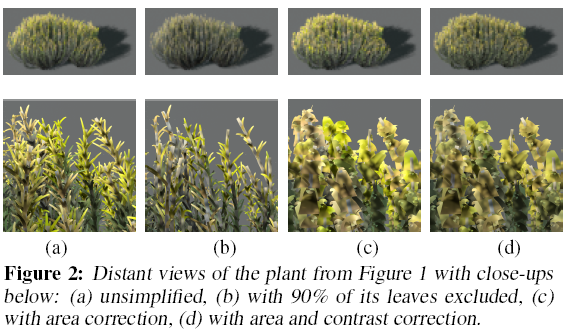 (a) (b) (c) (d)
Figure 2: Distant views of the plant from Figure 1 with close-ups
below: (a) unsimplified, (b) with 90% of its leaves excluded, (c)
with area correction, (d) with area and contrast correction.